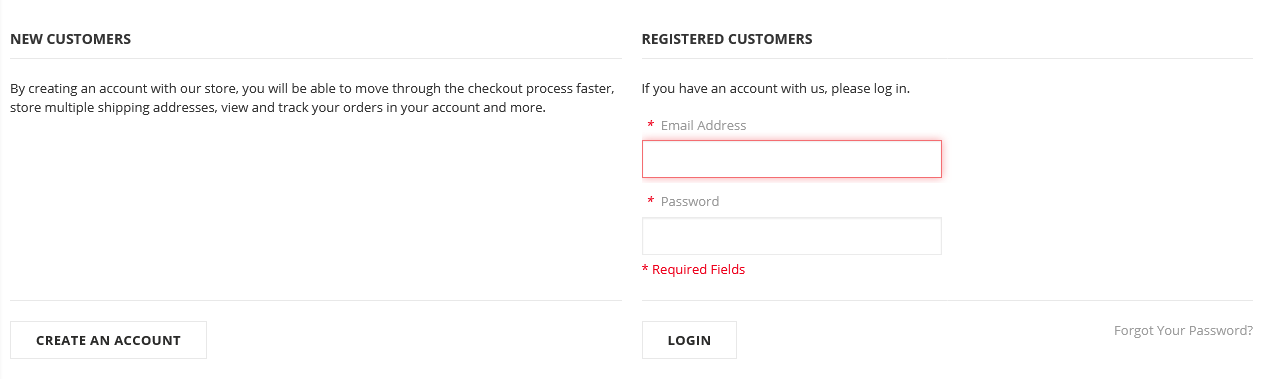 NEW CUSTOMERS
By creating an account with our store, you will be able to move through the checkout process faster,
store multiple shipping addresses, view and track your orders in your account and more.
CREATE AN ACCOUNT
REGISTERED CUSTOMERS
If you have an account with us, please log in.
* Email Address
* Password
* Required Fields
LOGIN
Forgot Your Password?